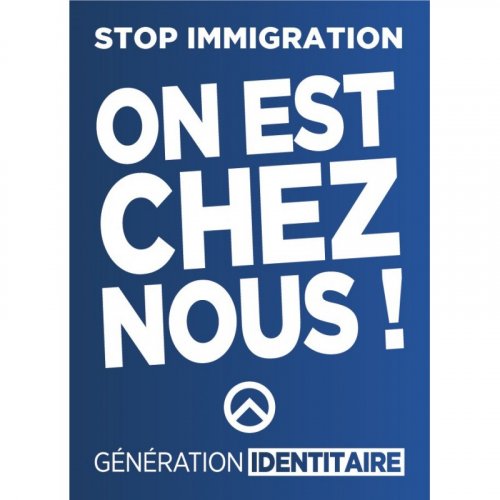 STOP IMMIGRATION
ON EST
CHEZ
NOUS !
GÉNÉRATION IDENTITAIRE